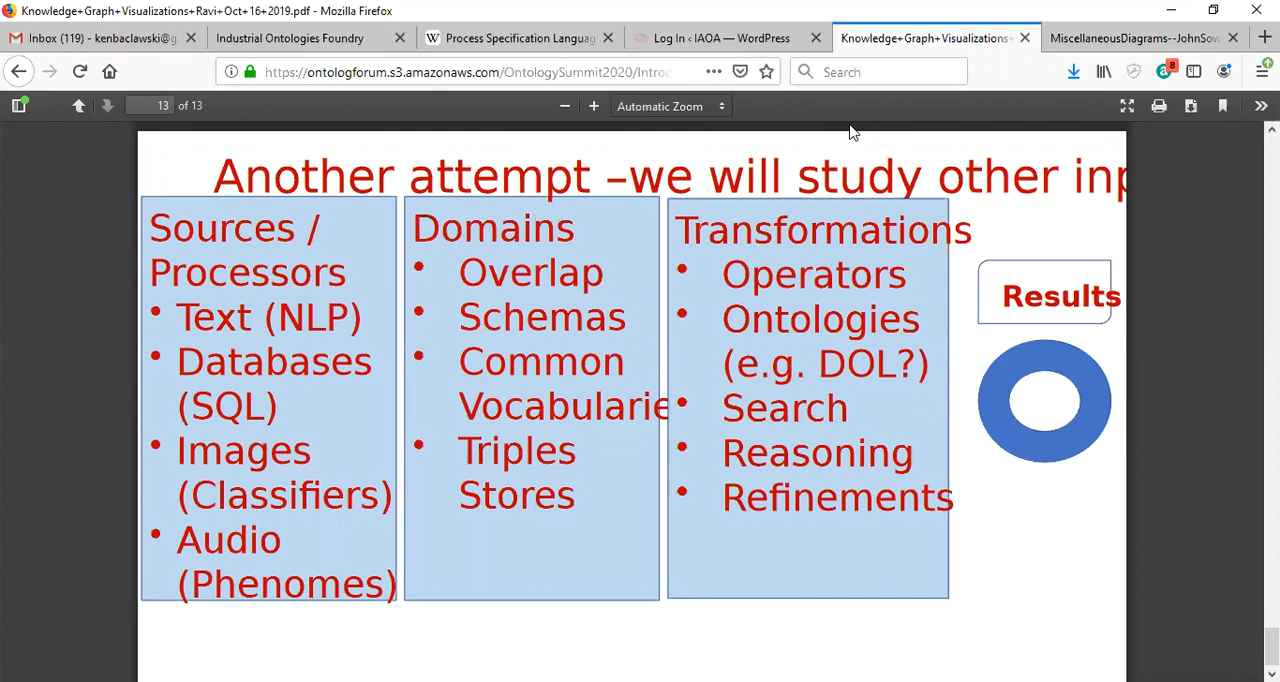 Knowledge+Graph+Visualizations+Ravi+Oct+16+2019.pdf - Mozilla Firefox
Inbox (119) - kenbaclawski@g
Industrial Ontologies Foundry
W Process Specification Languag
Log In ‹ IAOA — WordPress
Knowledge+Graph+Visualizations+
MiscellaneousDiagrams--JohnSow
https://ontologforum.s3.amazonaws.com/OntologySummit2020/Introd
Search
8
13 of 13
Automatic Zoom
Another attempt –we will study other inp
Sources /
Processors
• Text (NLP)
• Databases
(SQL)
• Images
(Classifiers)
• Audio
(Phenomes)
Domains
• Overlap
• Schemas
• Common
Vocabularie
• Triples
Stores
Transformations
• Operators
• Ontologies
(e.g. DOL?)
• Search
• Reasoning
• Refinements
Results